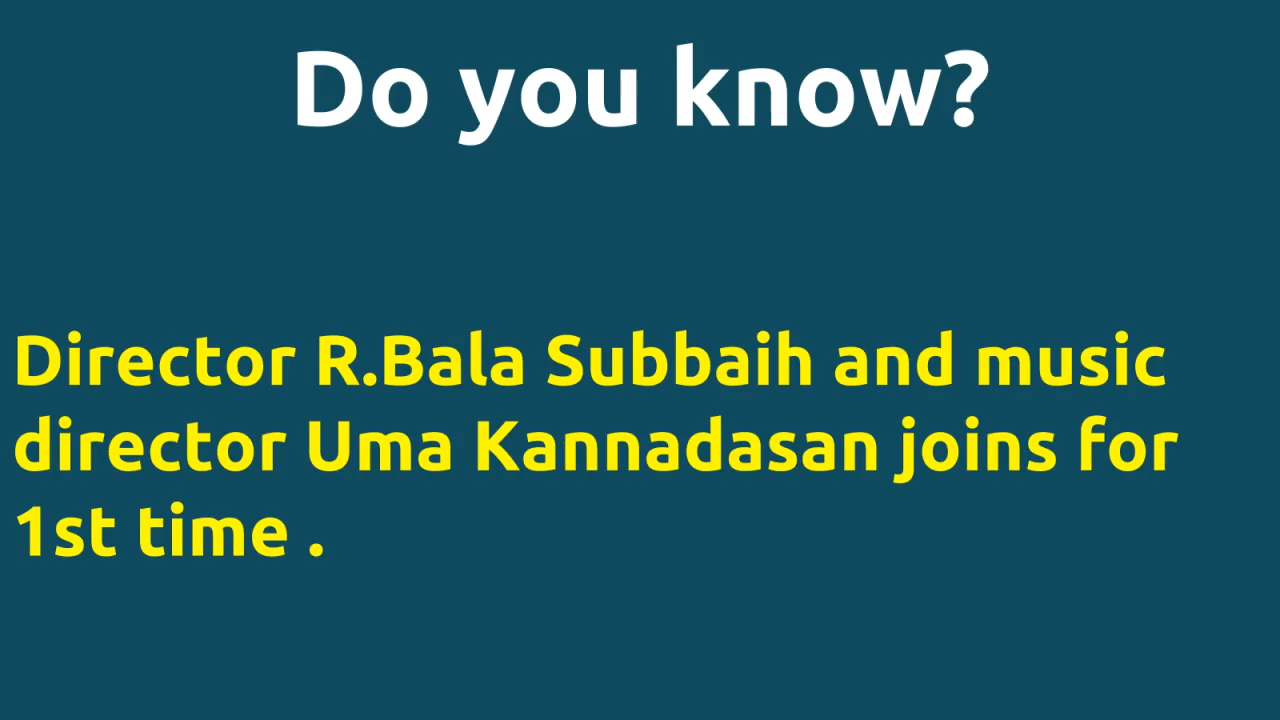 Do you know?
Director R.Bala Subbaih and music
director Uma Kannadasan joins for
1st time .